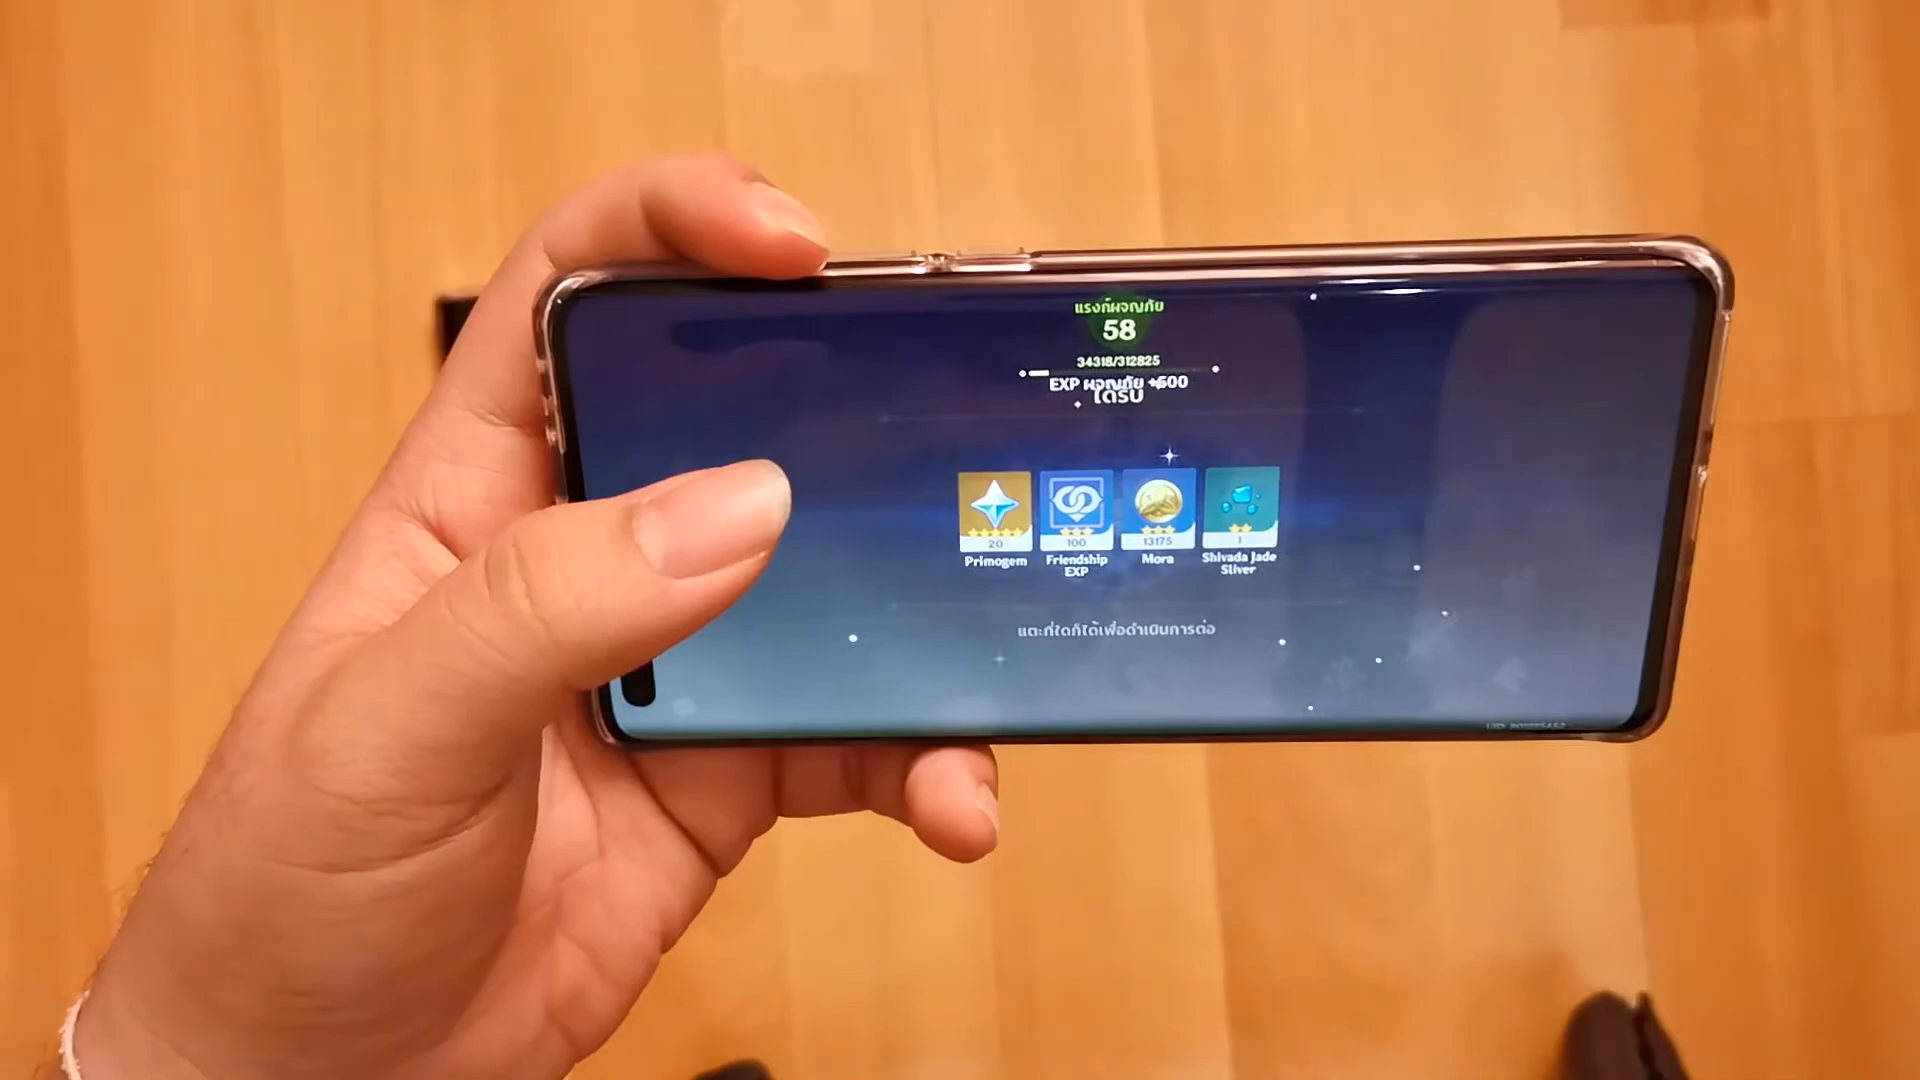 แรงก์ผจญภัย
58
34318/312825
EXP ผจญภัย +500
ได้รับ
20
100
13175
1
Primogem
Friendship EXP
Mora
Shivada Jade Sliver
แตะที่ใดก็ได้เพื่อดำเนินการต่อ